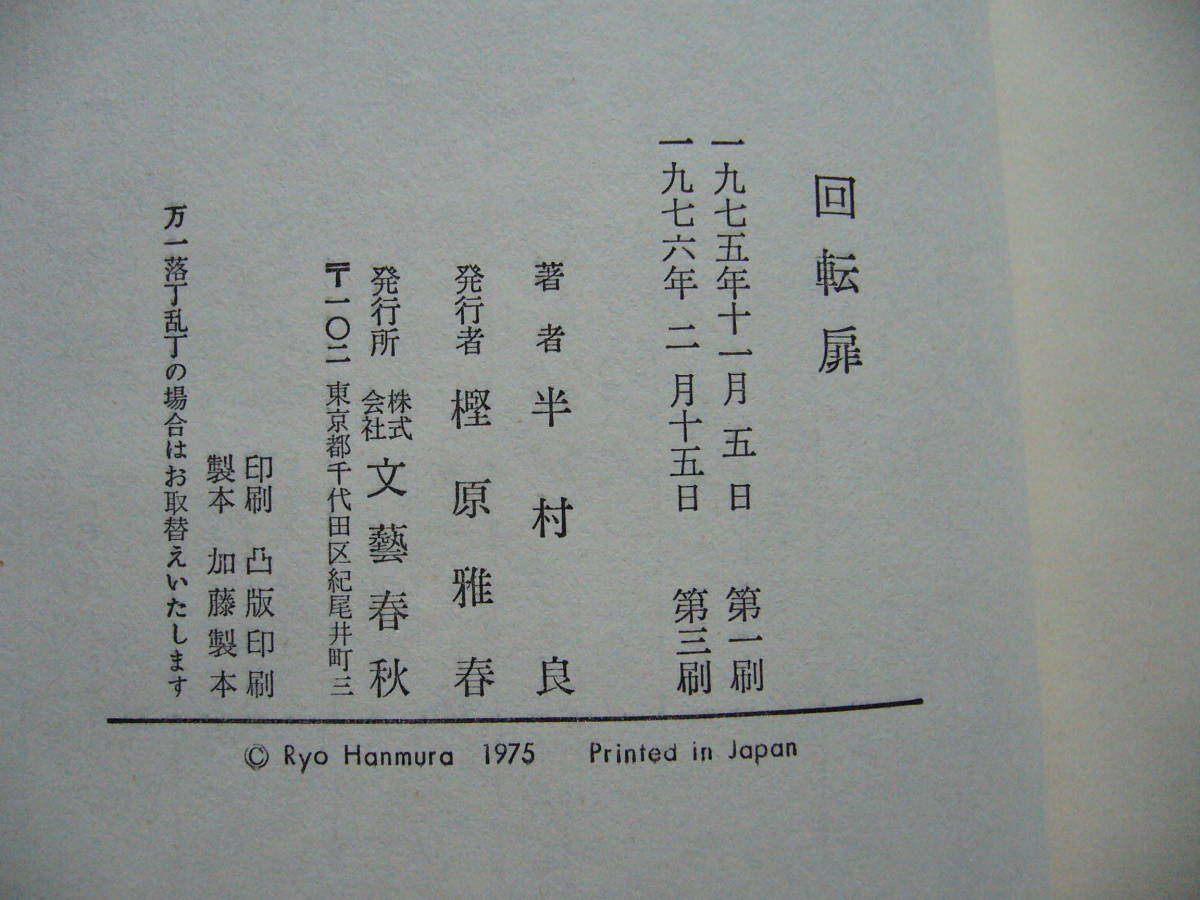 回転扉
一九七五年十一月五日 第一刷
一九七六年二月十五日 第三刷
著者 半村良
発行者 樫原雅春
発行所 株式会社 文藝春秋
〒一〇二 東京都千代田区紀尾井町三
印刷 凸版印刷
製本 加藤製本
万一落丁乱丁の場合はお取替えいたします
© Ryo Hanmura 1975 Printed in Japan